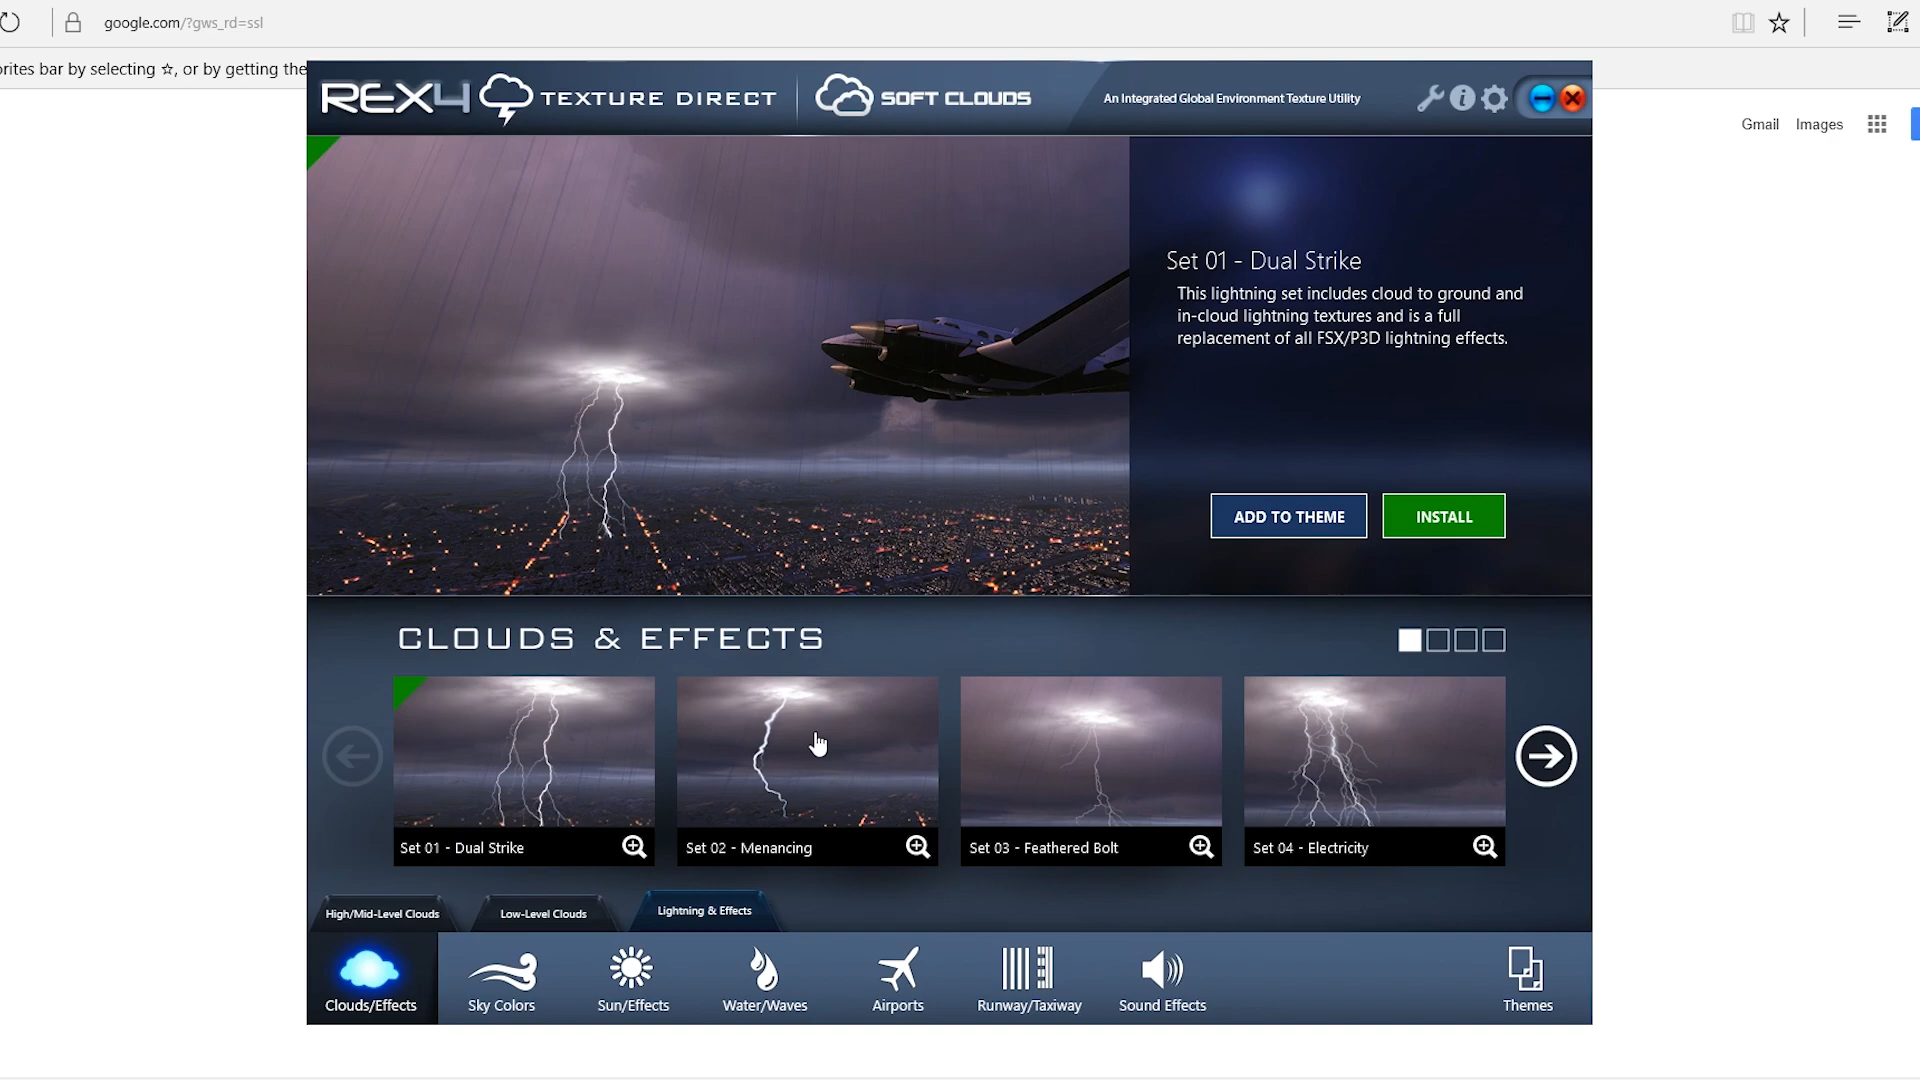 google.com/?gws_rd=ssl
orites bar by selecting ☆, or by getting the
REX4 TEXTURE DIRECT
SOFT CLOUDS
An Integrated Global Environment Texture Utility
Gmail Images
Set 01 - Dual Strike
This lightning set includes cloud to ground and
in-cloud lightning textures and is a full
replacement of all FSX/P3D lightning effects.
ADD TO THEME
INSTALL
CLOUDS & EFFECTS
Set 01 - Dual Strike
Set 02 - Menancing
Set 03 - Feathered Bolt
Set 04 - Electricity
High/Mid-Level Clouds
Low-Level Clouds
Lightning & Effects
Clouds/Effects
Sky Colors
Sun/Effects
Water/Waves
Airports
Runway/Taxiway
Sound Effects
Themes